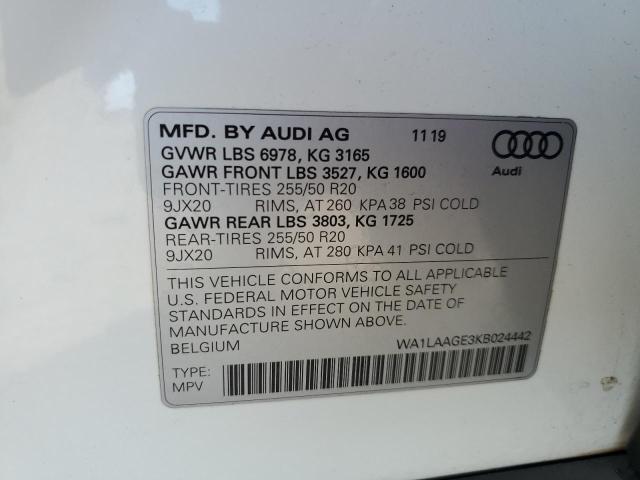 MFD. BY AUDI AG 11 19
GVWR LBS 6978, KG 3165
GAWR FRONT LBS 3527, KG 1600
FRONT-TIRES 255/50 R20
9JX20 RIMS, AT 260 KPA 38 PSI COLD
GAWR REAR LBS 3803, KG 1725
REAR-TIRES 255/50 R20
9JX20 RIMS, AT 280 KPA 41 PSI COLD
Audi
THIS VEHICLE CONFORMS TO ALL APPLICABLE
U.S. FEDERAL MOTOR VEHICLE SAFETY
STANDARDS IN EFFECT ON THE DATE OF
MANUFACTURE SHOWN ABOVE.
BELGIUM WA1LAAGE3KB024442
TYPE:
MPV